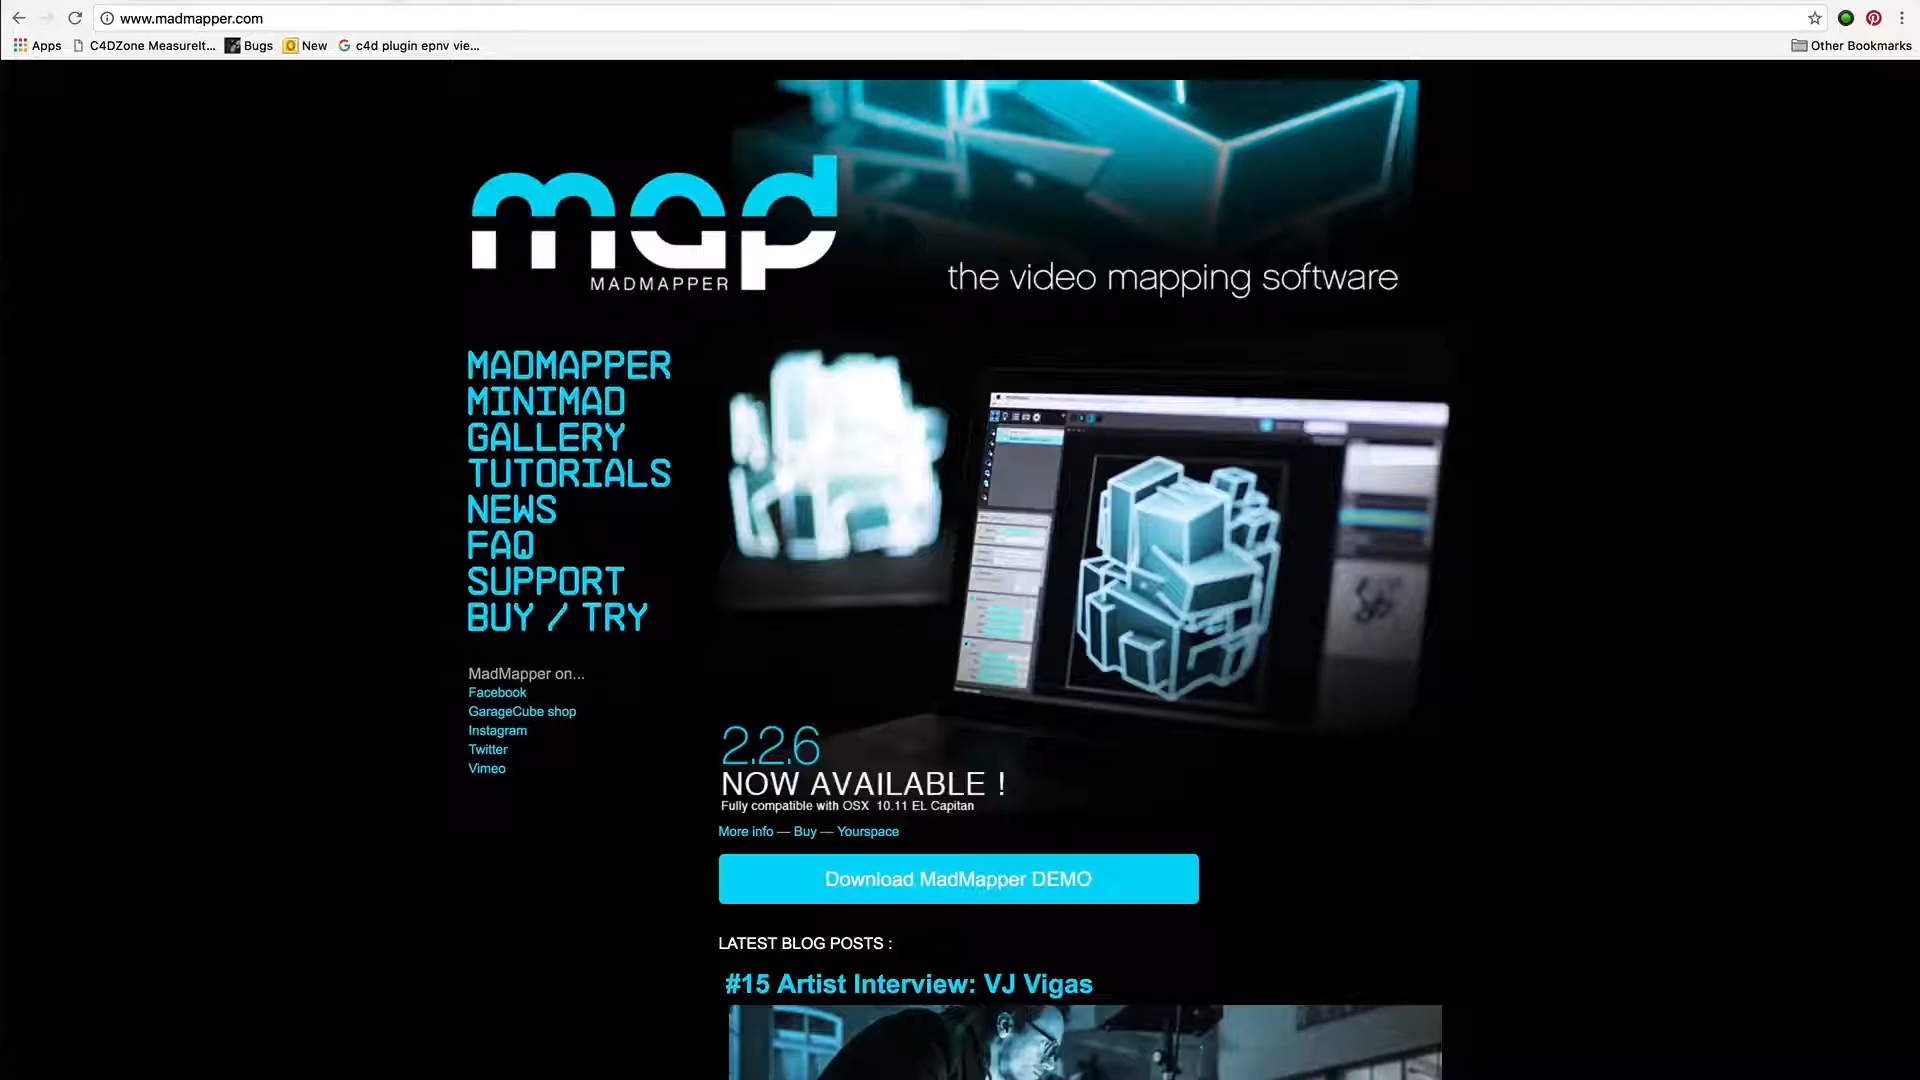 www.madmapper.com
Apps C4DZone MeasureIt... Bugs New c4d plugin epnv vie... Other Bookmarks
map
MADMAPPER
the video mapping software
MADMAPPER
MINIMAD
GALLERY
TUTORIALS
NEWS
FAQ
SUPPORT
BUY / TRY
MadMapper on...
Facebook
GarageCube shop
Instagram
Twitter
Vimeo
2.2.6
NOW AVAILABLE !
Fully compatible with OSX 10.11 EL Capitan
More info — Buy — Yourspace
Download MadMapper DEMO
LATEST BLOG POSTS :
#15 Artist Interview: VJ Vigas